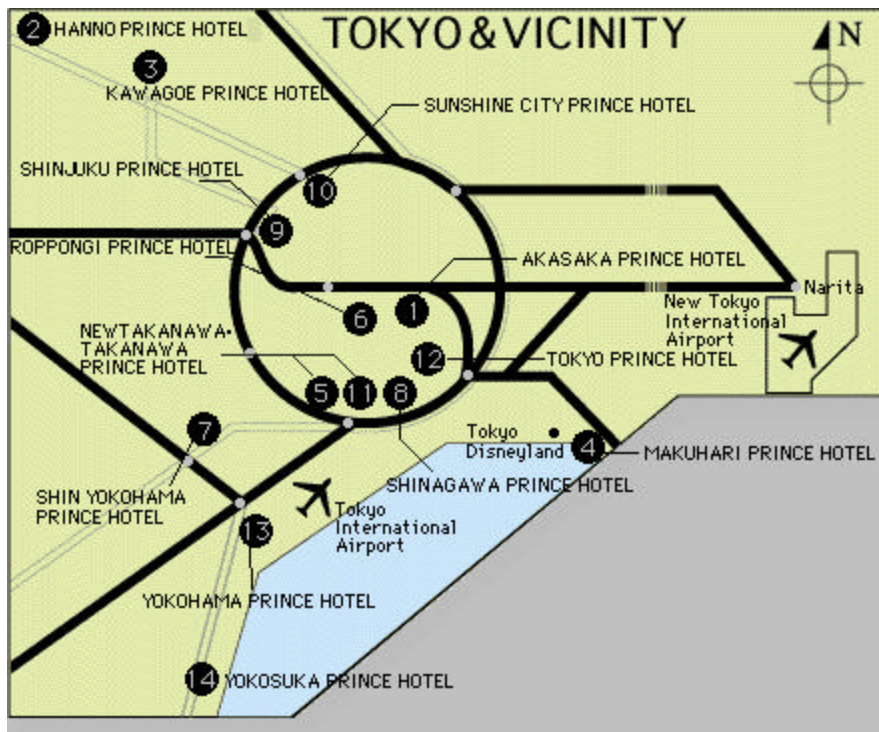 TOKYO & VICINITY
N
2 HANNO PRINCE HOTEL
3
KAWAGOE PRINCE HOTEL
SUNSHINE CITY PRINCE HOTEL
SHINJUKU PRINCE HOTEL
10
9
ROPPONGI PRINCE HOTEL
AKASAKA PRINCE HOTEL
Narita
New Tokyo
International
Airport
6
1
NEWTAKANAWA·
TAKANAWA
PRINCE HOTEL
12
TOKYO PRINCE HOTEL
5
11
8
7
Tokyo
Disneyland
4
MAKUHARI PRINCE HOTEL
SHINAGAWA PRINCE HOTEL
SHIN YOKOHAMA
PRINCE HOTEL
Tokyo
International
Airport
13
YOKOHAMA PRINCE HOTEL
14 YOKOSUKA PRINCE HOTEL